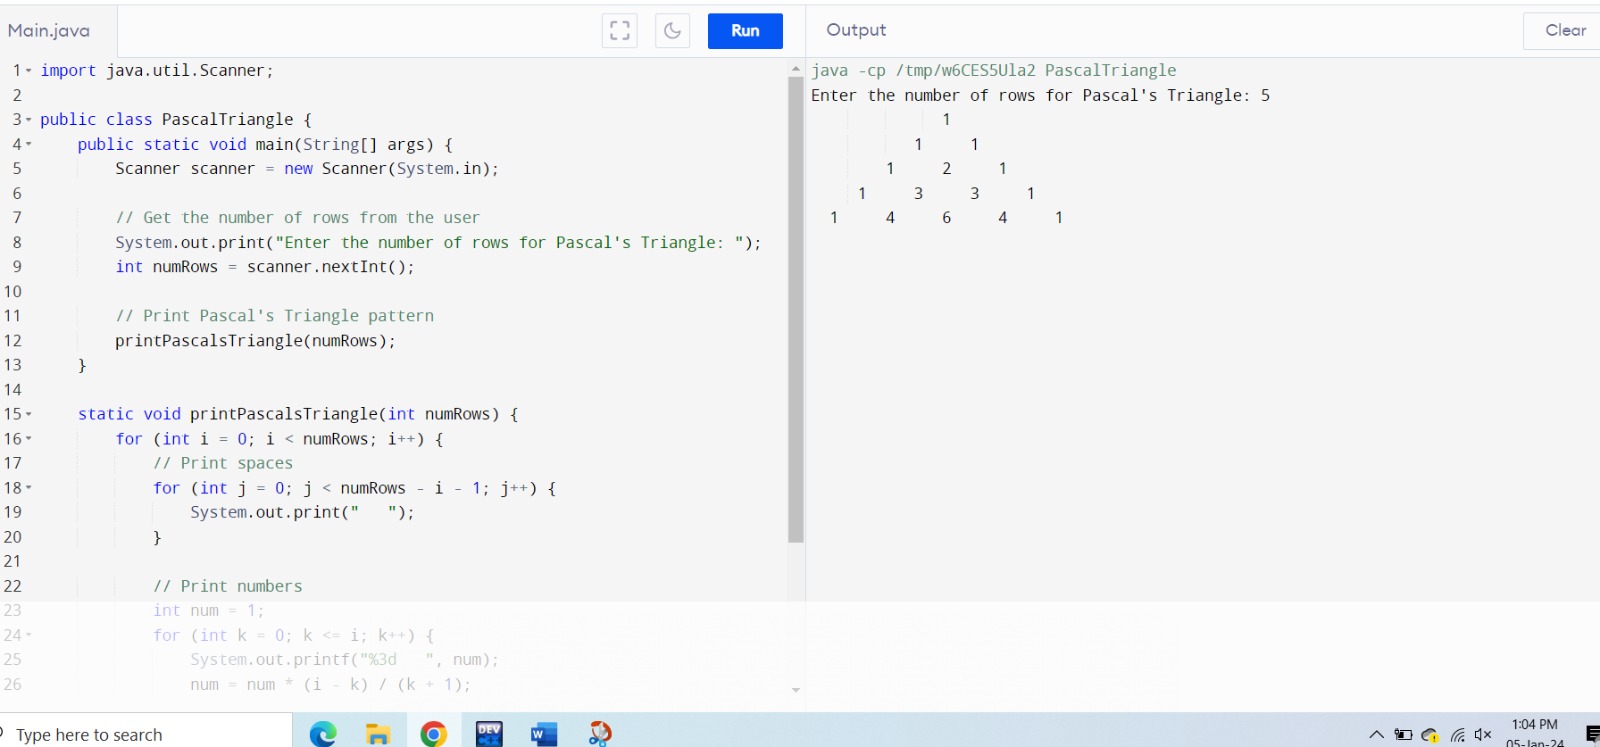 Main.java
Run
Output
Clear
1 import java.util.Scanner;
2
3 public class PascalTriangle {
4     public static void main(String[] args) {
5         Scanner scanner = new Scanner(System.in);
6
7         // Get the number of rows from the user
8         System.out.print("Enter the number of rows for Pascal's Triangle: ");
9         int numRows = scanner.nextInt();
10
11         // Print Pascal's Triangle pattern
12         printPascalsTriangle(numRows);
13     }
14
15     static void printPascalsTriangle(int numRows) {
16         for (int i = 0; i < numRows; i++) {
17             // Print spaces
18             for (int j = 0; j < numRows - i - 1; j++) {
19                 System.out.print("   ");
20             }
21
22             // Print numbers
23             int num = 1;
24             for (int k = 0; k <= i; k++) {
25                 System.out.printf("%3d   ", num);
26                 num = num * (i - k) / (k + 1);
java -cp /tmp/w6CES5Ula2 PascalTriangle
Enter the number of rows for Pascal's Triangle: 5
              1
           1     1
        1     2     1
     1     3     3     1
  1     4     6     4     1
Type here to search
DEV
W
1:04 PM
05-Jan-24